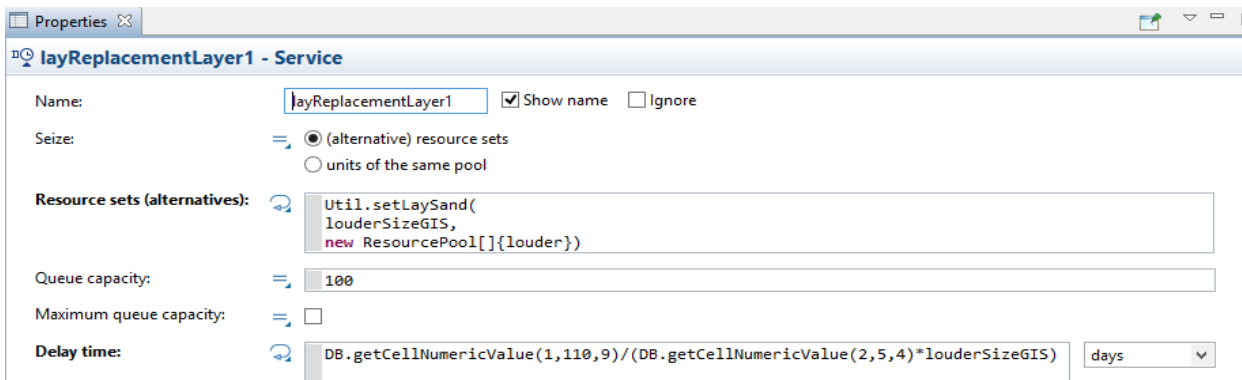 Properties
layReplacementLayer1 - Service
Name: layReplacementLayer1 Show name Ignore
Seize: (alternative) resource sets
units of the same pool
Resource sets (alternatives): Util.setLaySand(
louderSizeGIS,
new ResourcePool[]{louder})
Queue capacity: 100
Maximum queue capacity:
Delay time: DB.getCellNumericValue(1,110,9)/(DB.getCellNumericValue(2,5,4)*louderSizeGIS) days